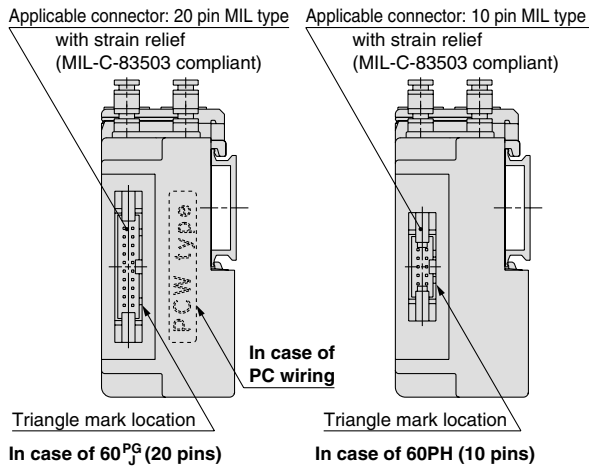 Applicable connector: 20 pin MIL type
with strain relief
(MIL-C-83503 compliant)
Applicable connector: 10 pin MIL type
with strain relief
(MIL-C-83503 compliant)
PCW type
In case of
PC wiring
Triangle mark location
In case of 60PG/J (20 pins)
Triangle mark location
In case of 60PH (10 pins)